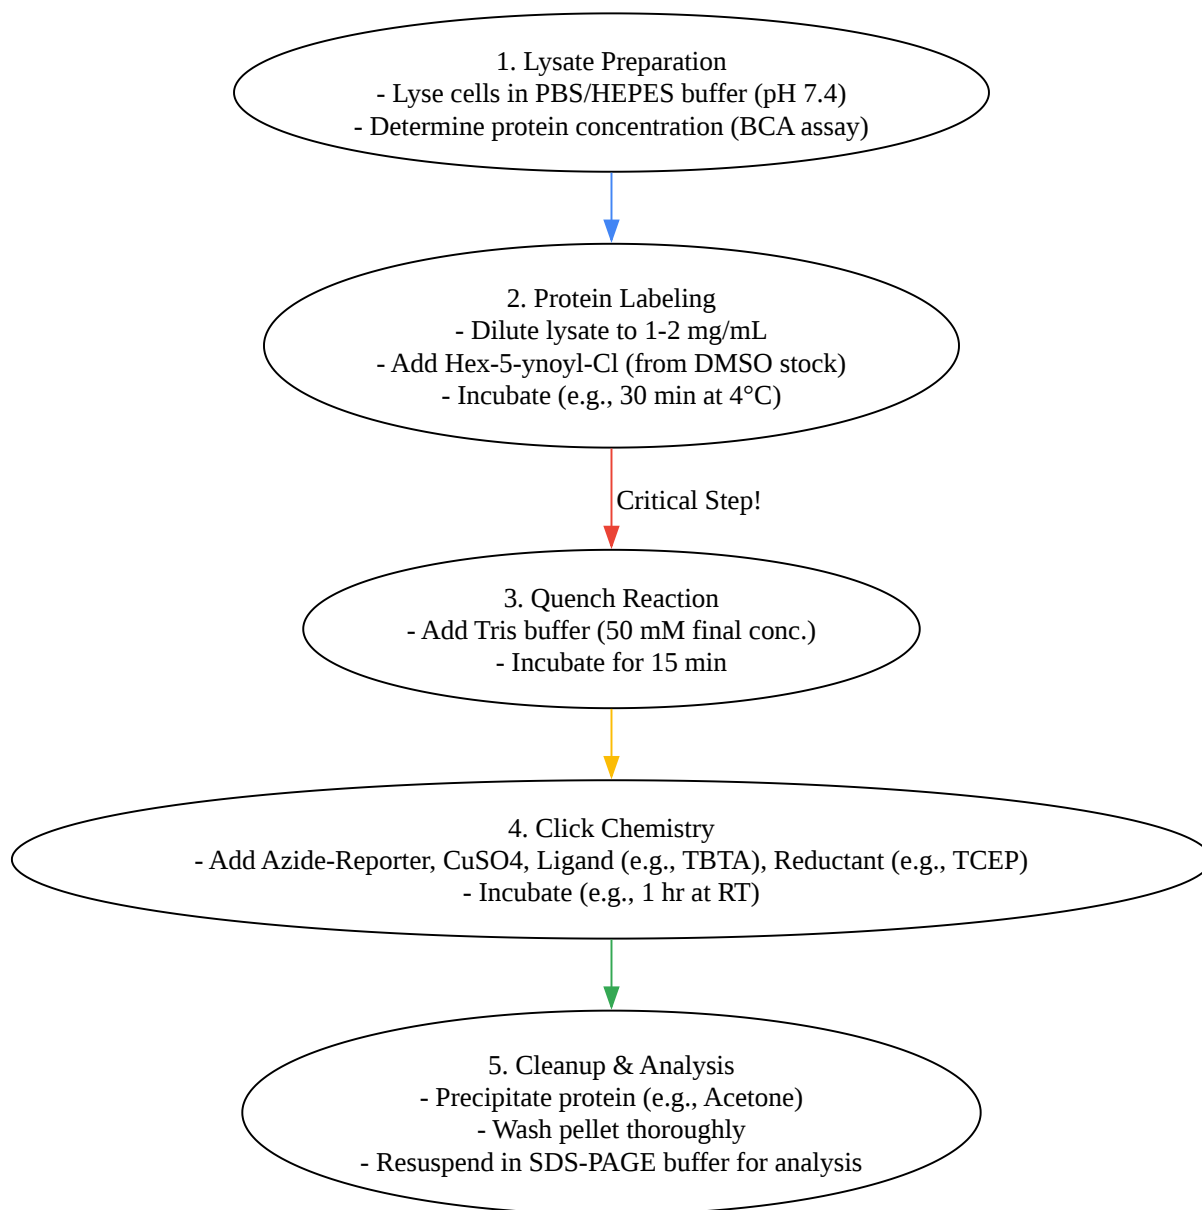 1. Lysate Preparation
- Lyse cells in PBS/HEPES buffer (pH 7.4)
- Determine protein concentration (BCA assay)
2. Protein Labeling
- Dilute lysate to 1-2 mg/mL
- Add Hex-5-ynoyl-Cl (from DMSO stock)
- Incubate (e.g., 30 min at 4°C)
Critical Step!
3. Quench Reaction
- Add Tris buffer (50 mM final conc.)
- Incubate for 15 min
4. Click Chemistry
- Add Azide-Reporter, CuSO4, Ligand (e.g., TBTA), Reductant (e.g., TCEP)
- Incubate (e.g., 1 hr at RT)
5. Cleanup & Analysis
- Precipitate protein (e.g., Acetone)
- Wash pellet thoroughly
- Resuspend in SDS-PAGE buffer for analysis